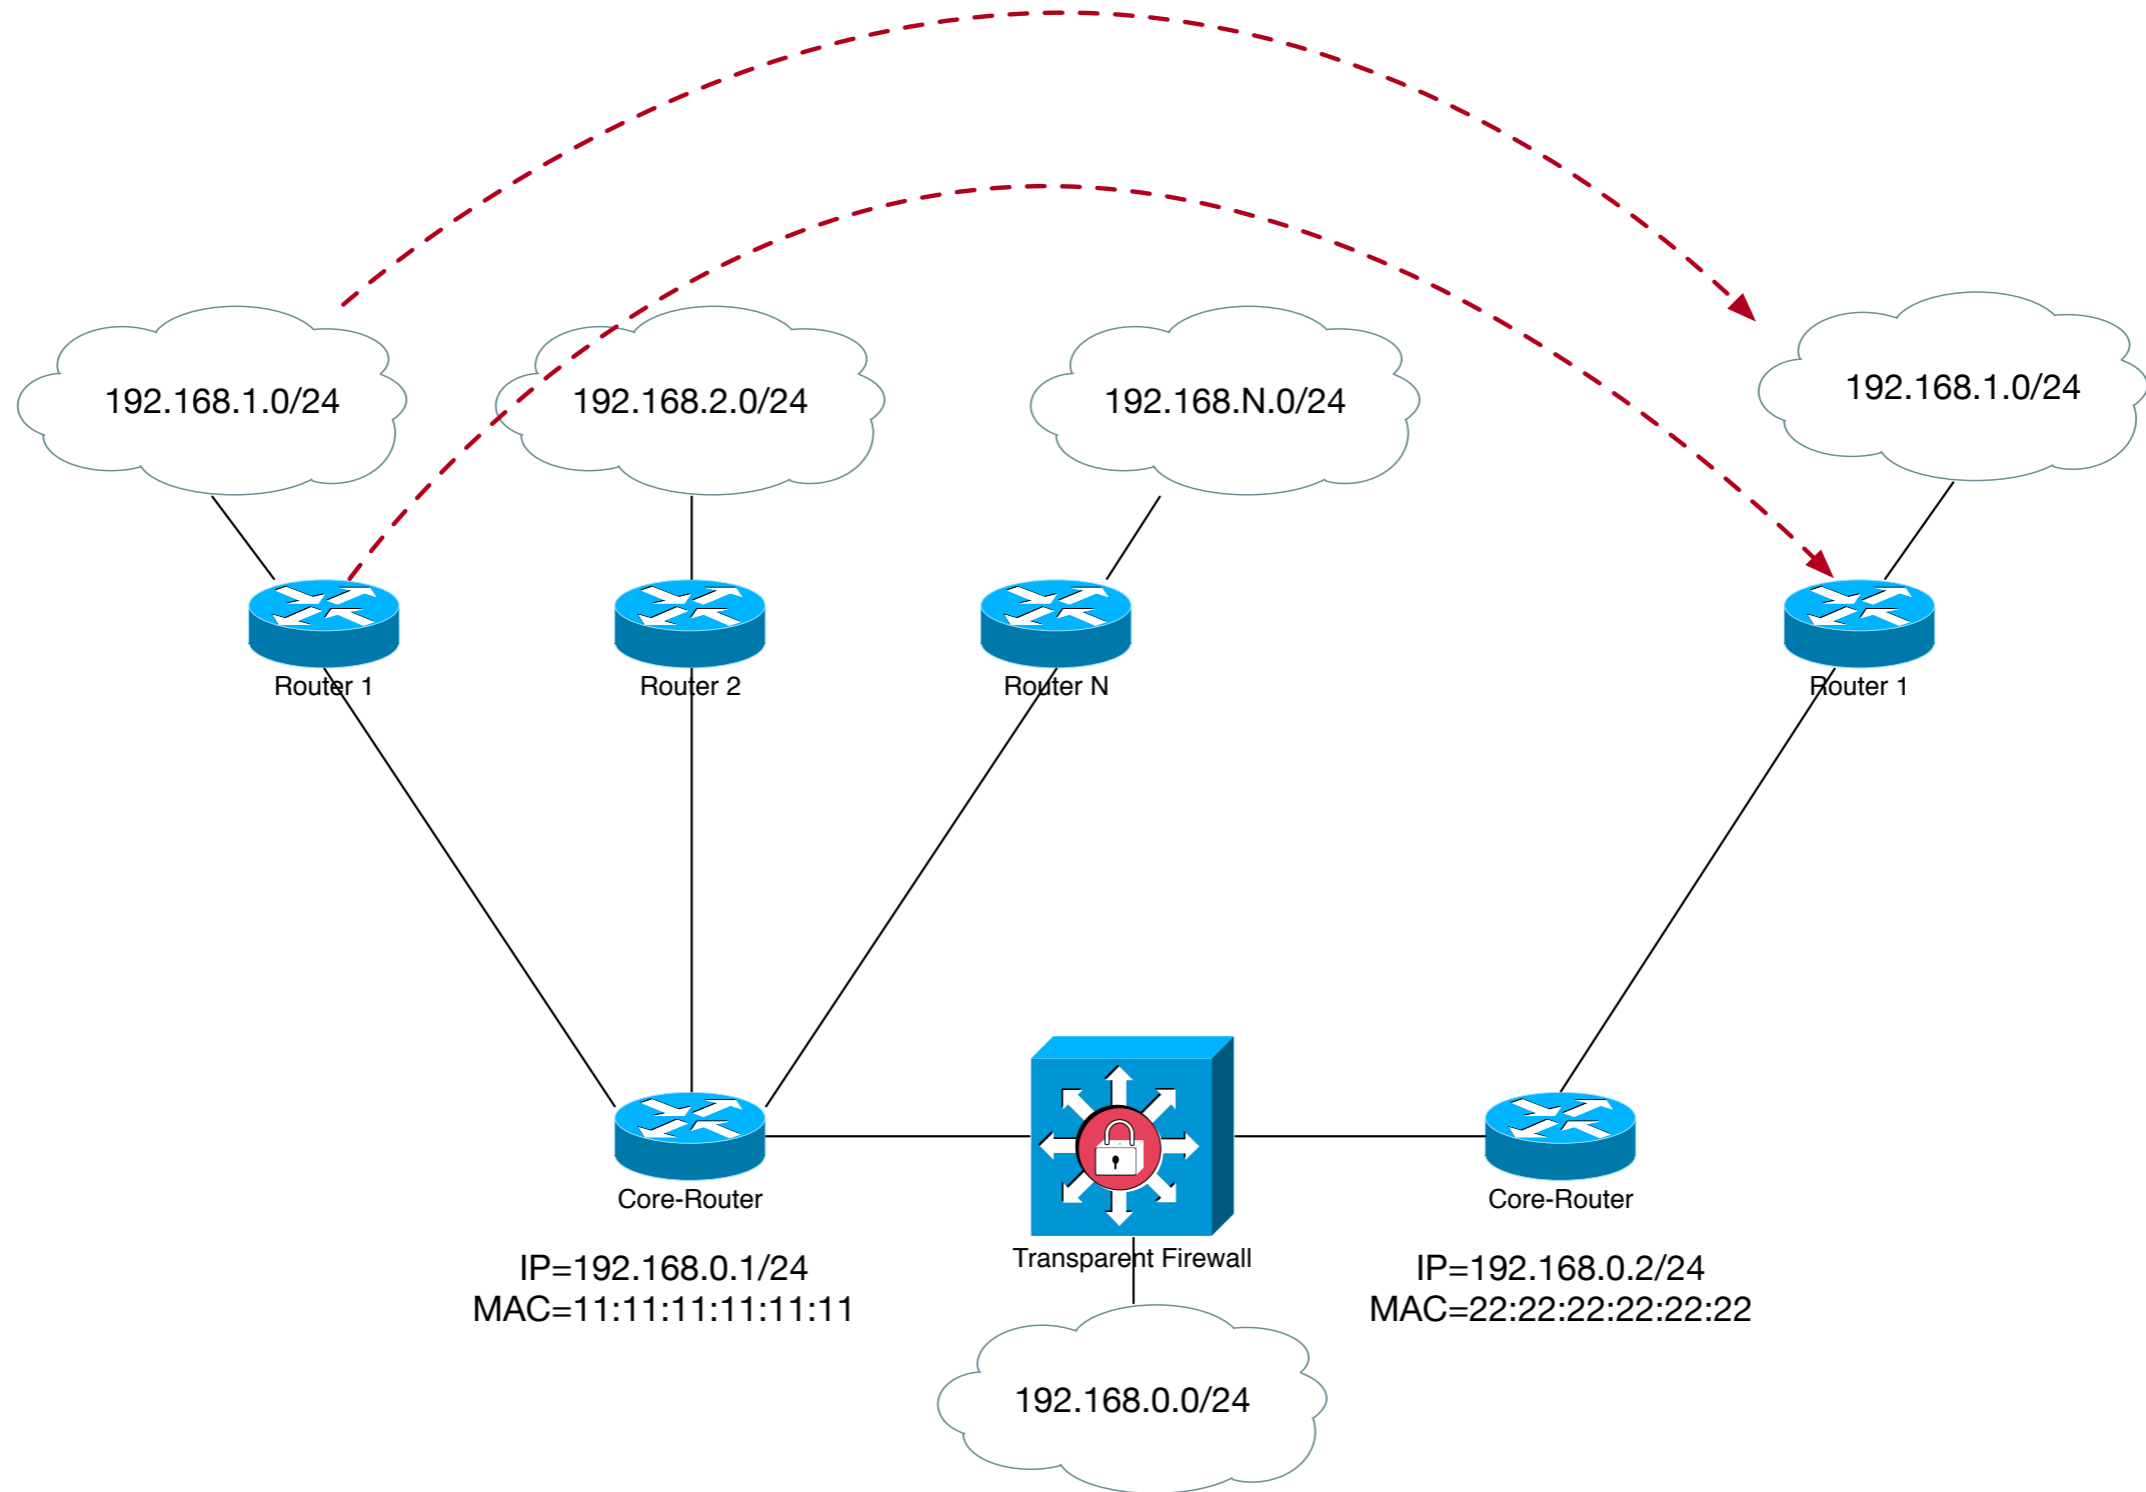 192.168.1.0/24
192.168.2.0/24
192.168.N.0/24
192.168.1.0/24
Router 1
Router 2
Router N
Router 1
Core-Router
IP=192.168.0.1/24
MAC=11:11:11:11:11:11
Transparent Firewall
Core-Router
IP=192.168.0.2/24
MAC=22:22:22:22:22:22
192.168.0.0/24